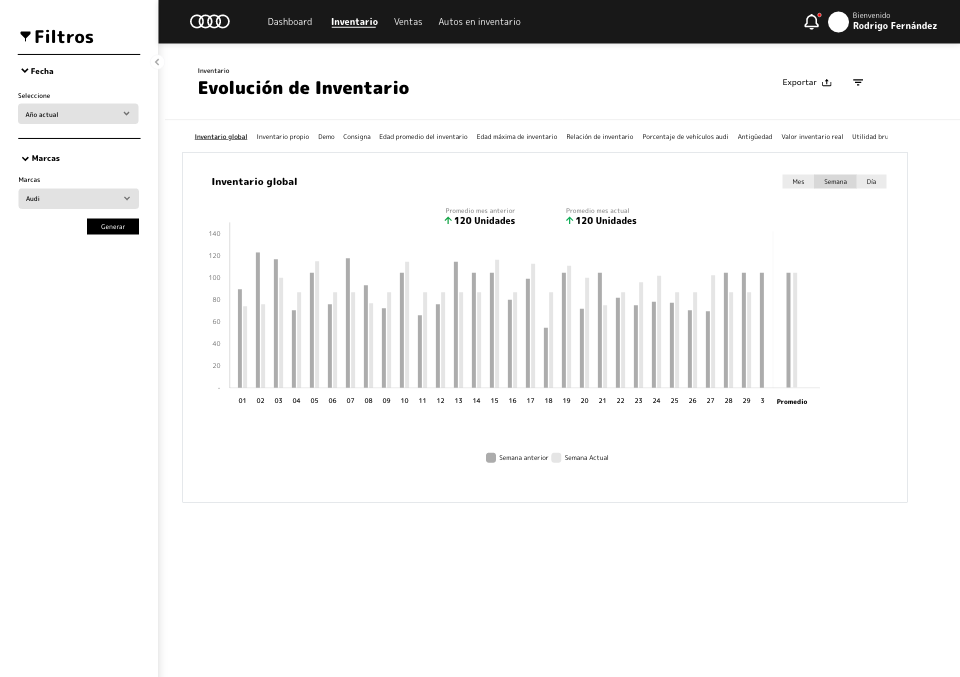 Filtros
Fecha
Seleccione
Año actual
Marcas
Marcas
Audi
Generar
Dashboard Inventario Ventas Autos en inventario
Bienvenido
Rodrigo Fernández
Inventario
Evolución de Inventario
Exportar
Inventario global Inventario propio Demo Consigna Edad promedio del inventario Edad máxima de inventario Relación de inventario Porcentaje de vehículos audi Antigüedad Valor inventario real Utilidad bru
Inventario global
Mes Semana Día
Promedio mes anterior Promedio mes actual
120 Unidades 120 Unidades
140
120
100
80
60
40
20
-
01 02 03 04 05 06 07 08 09 10 11 12 13 14 15 16 17 18 19 20 21 22 23 24 25 26 27 28 29 3 Promedio
Semana anterior Semana Actual